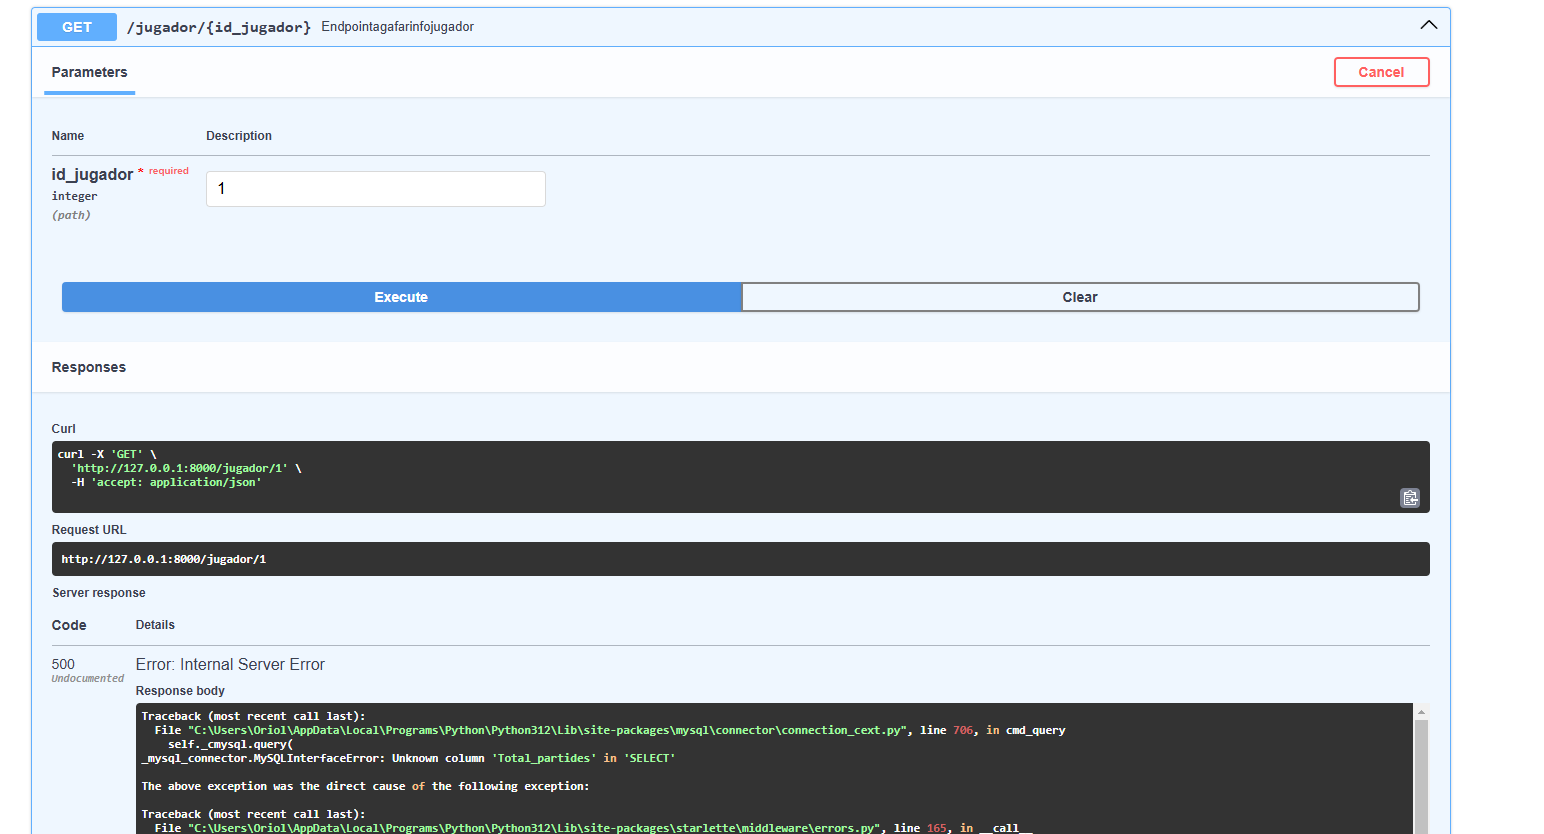 GET /jugador/{id_jugador} Endpointagafarinfojugador
Parameters Cancel
Name Description
id_jugador * required
integer
(path)
1
Execute Clear
Responses
Curl
curl -X 'GET' \
'http://127.0.0.1:8000/jugador/1' \
-H 'accept: application/json'
Request URL
http://127.0.0.1:8000/jugador/1
Server response
Code Details
500 Error: Internal Server Error
Undocumented
Response body
Traceback (most recent call last):
File "C:\Users\Oriol\AppData\Local\Programs\Python\Python312\Lib\site-packages\mysql\connector\connection_cext.py", line 706, in cmd_query
self._cmysql.query(
_mysql_connector.MySQLInterfaceError: Unknown column 'Total_partides' in 'SELECT'
The above exception was the direct cause of the following exception:
Traceback (most recent call last):
File "C:\Users\Oriol\AppData\Local\Programs\Python\Python312\Lib\site-packages\starlette\middleware\errors.py", line 165, in __call__